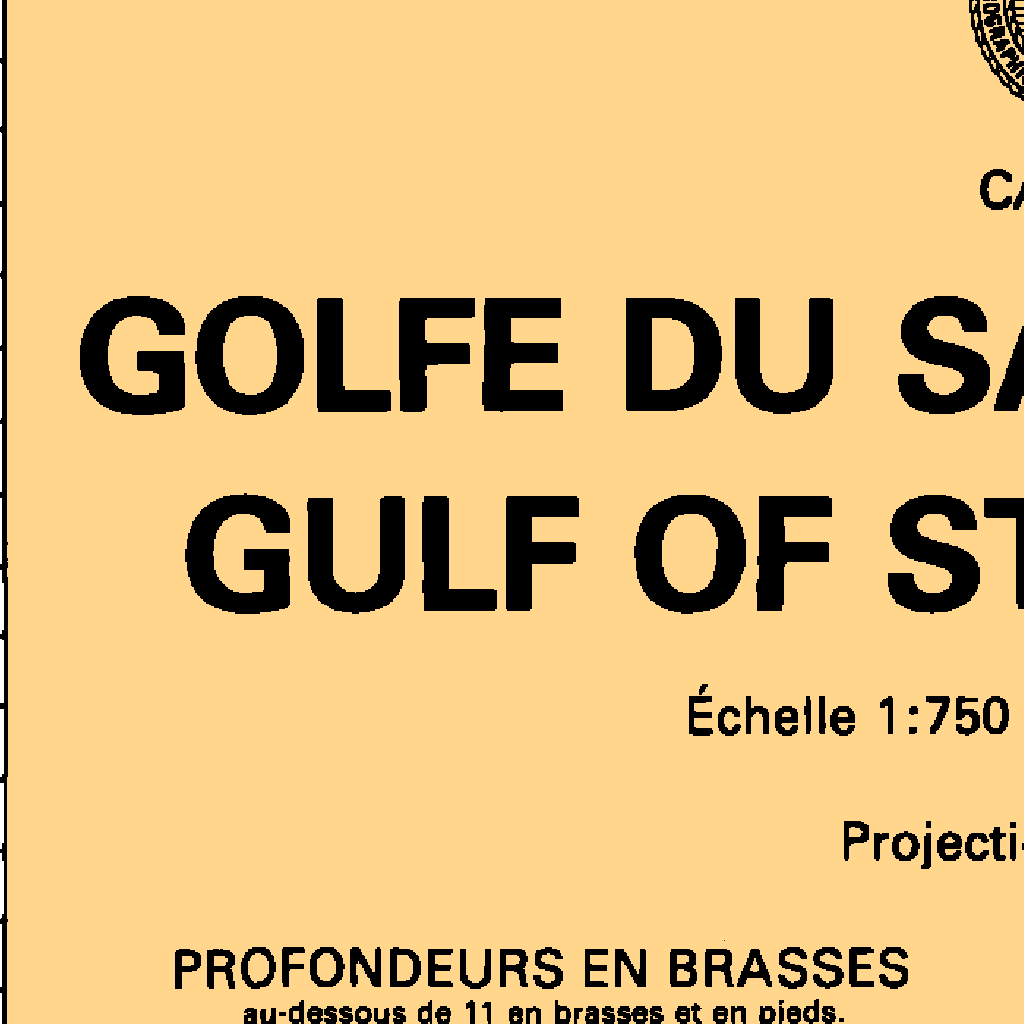 CA
GOLFE DU SA
GULF OF ST
Échelle 1:750
Projecti-
PROFONDEURS EN BRASSES
au-dessous de 11 en brasses et en pieds.